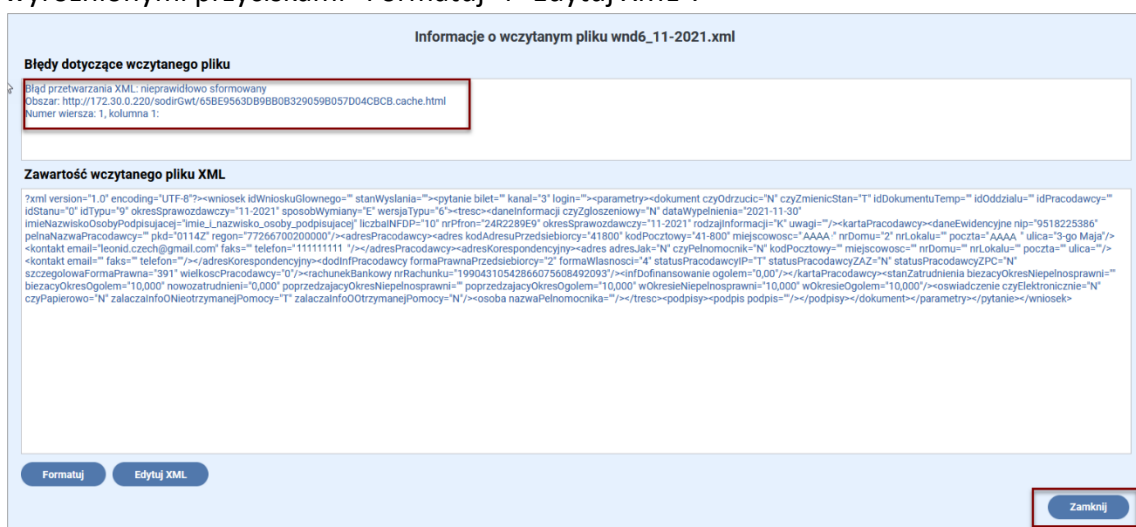 wyróżnionymi przyciskami "Formatuj" i "Edytuj XML".
Informacje o wczytanym pliku wnd6_11-2021.xml
Błędy dotyczące wczytanego pliku
Błąd przetwarzania XML: nieprawidłowo sformowany
Obszar: http://172.30.0.220/sodirGwt/65BE9563DB9BB0B329059B057D04CBCB.cache.html
Numer wiersza: 1, kolumna 1:
Zawartość wczytanego pliku XML
?xml version="1.0" encoding="UTF-8"?><wniosek idWnioskuGlownego="" stanWyslania=""><pytanie bilet="" kanal="3" login=""><parametry><dokument czyOdrzucic="N" czyZmienicStan="T" idDokumentuTemp="" idOddzialu="" idPracodawcy=""
idStanu="0" idTypu="9" okresSprawozdawczy="11-2021" sposobWymiany="E" wersjaTypu="6"><tresc><daneInformacji czyZgloszeniowy="N" dataWypelnienia="2021-11-30"
imieNazwiskoOsobyPodpisujacej="imie_i_nazwisko_osoby_podpisujacej" liczbaINFDP="10" nrPfron="24R2289E9" okresSprawozdawczy="11-2021" rodzajInformacji="K" uwagi=""/><kartaPracodawcy><daneEwidencyjne nip="9518225386"
pelnaNazwaPracodawcy="" pkd="0114Z" regon="77266700200000"/><adresPracodawcy><adres kodAdresuPrzedsiebiorcy="41800" kodPocztowy="41-800" miejscowosc="AAAA " nrDomu="2" nrLokalu="" poczta="AAAA " ulica="3-go Maja"/>
<kontakt email="leonid.czech@gmail.com" faks="" telefon="111111111 "/></adresPracodawcy><adresKorespondencyjny><adres adresJak="N" czyPelnomocnik="N" kodPocztowy="" miejscowosc="" nrDomu="" nrLokalu="" poczta="" ulica=""/>
<kontakt email="" faks="" telefon=""/></adresKorespondencyjny><dodInfPracodawcy formaPrawnaPrzedsiebiorcy="2" formaWlasnosci="4" statusPracodawcyIP="T" statusPracodawcyZAZ="N" statusPracodawcyZPC="N"
szczegolowaFormaPrawna="391" wielkoscPracodawcy="0"/><rachunekBankowy nrRachunku="19904310542866075608492093"/><infDofinansowanie ogolem="0,00"/></kartaPracodawcy><stanZatrudnienia biezacyOkresNiepelnosprawni=""
biezacyOkresOgolem="10,000" nowozatrudnieni="0,000" poprzedzajacyOkresNiepelnosprawni="" poprzedzajacyOkresOgolem="10,000" wOkresieNiepelnosprawni="10,000" wOkresieOgolem="10,000"/><oswiadczenie czyElektronicznie="N"
czyPapierowo="N" zalaczaInfoONieotrzymanejPomocy="T" zalaczaInfoOOtrzymanejPomocy="N"/><osoba nazwaPelnomocnika=""/></tresc><podpisy><podpis podpis=""/></podpisy></dokument></parametry></pytanie></wniosek>
Formatuj Edytuj XML
Zamknij